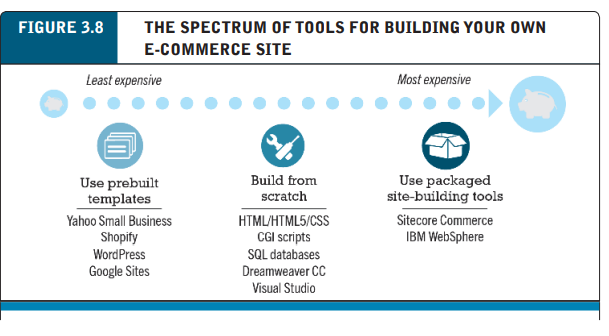 FIGURE 3.8
THE SPECTRUM OF TOOLS FOR BUILDING YOUR OWN
E-COMMERCE SITE
Least expensive
Most expensive
Use prebuilt
templates
Yahoo Small Business
Shopify
WordPress
Google Sites
Build from
scratch
HTML/HTML5/CSS
CGI scripts
SQL databases
Dreamweaver CC
Visual Studio
Use packaged
site-building tools
Sitecore Commerce
IBM WebSphere